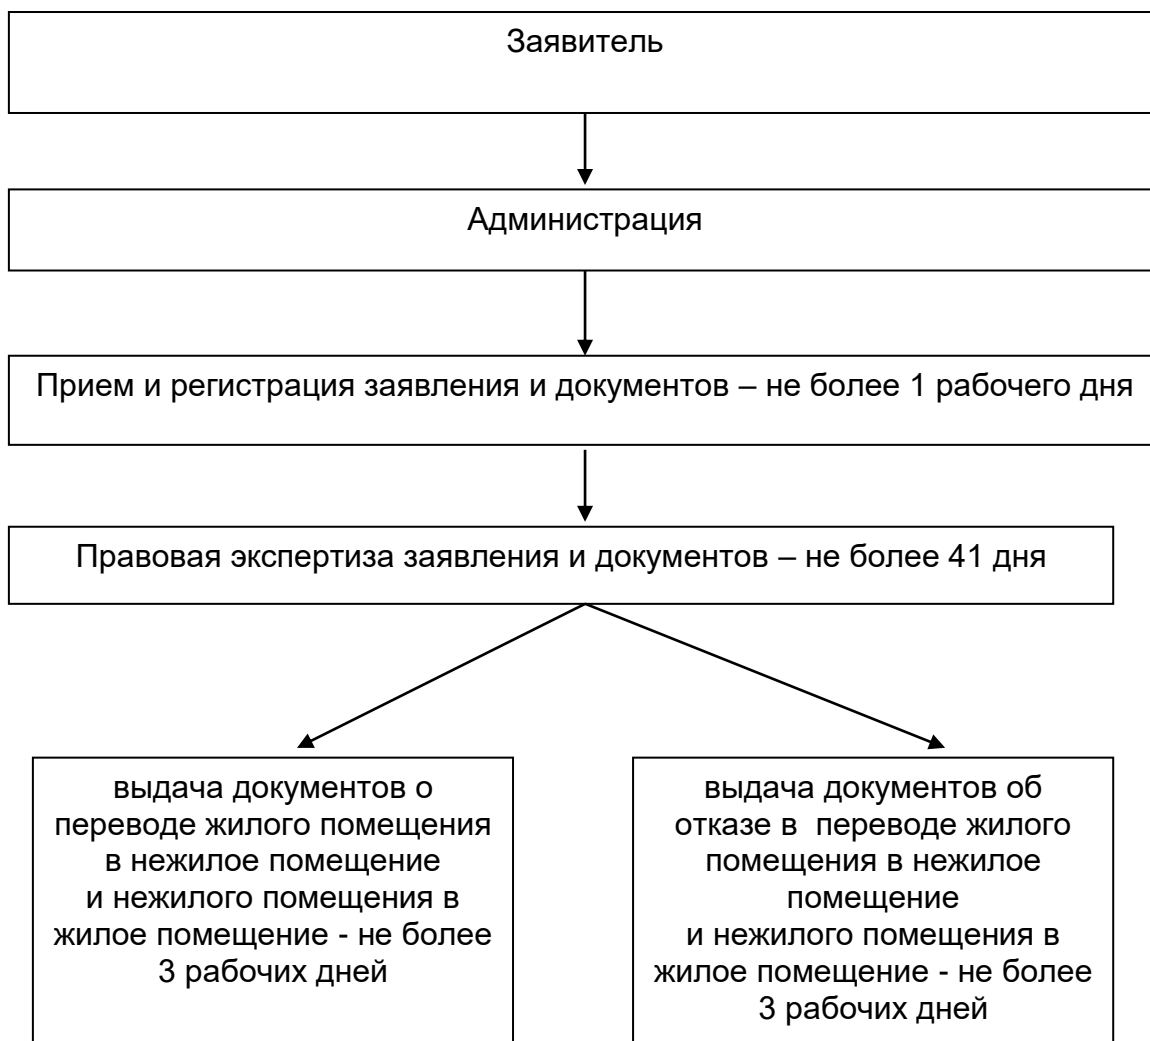 Заявитель
Администрация
Прием и регистрация заявления и документов – не более 1 рабочего дня
Правовая экспертиза заявления и документов – не более 41 дня
выдача документов о
переводе жилого помещения
в нежилое помещение
и нежилого помещения в
жилое помещение - не более
3 рабочих дней
выдача документов об
отказе в переводе жилого
помещения в нежилое
помещение
и нежилого помещения в
жилое помещение - не более
3 рабочих дней